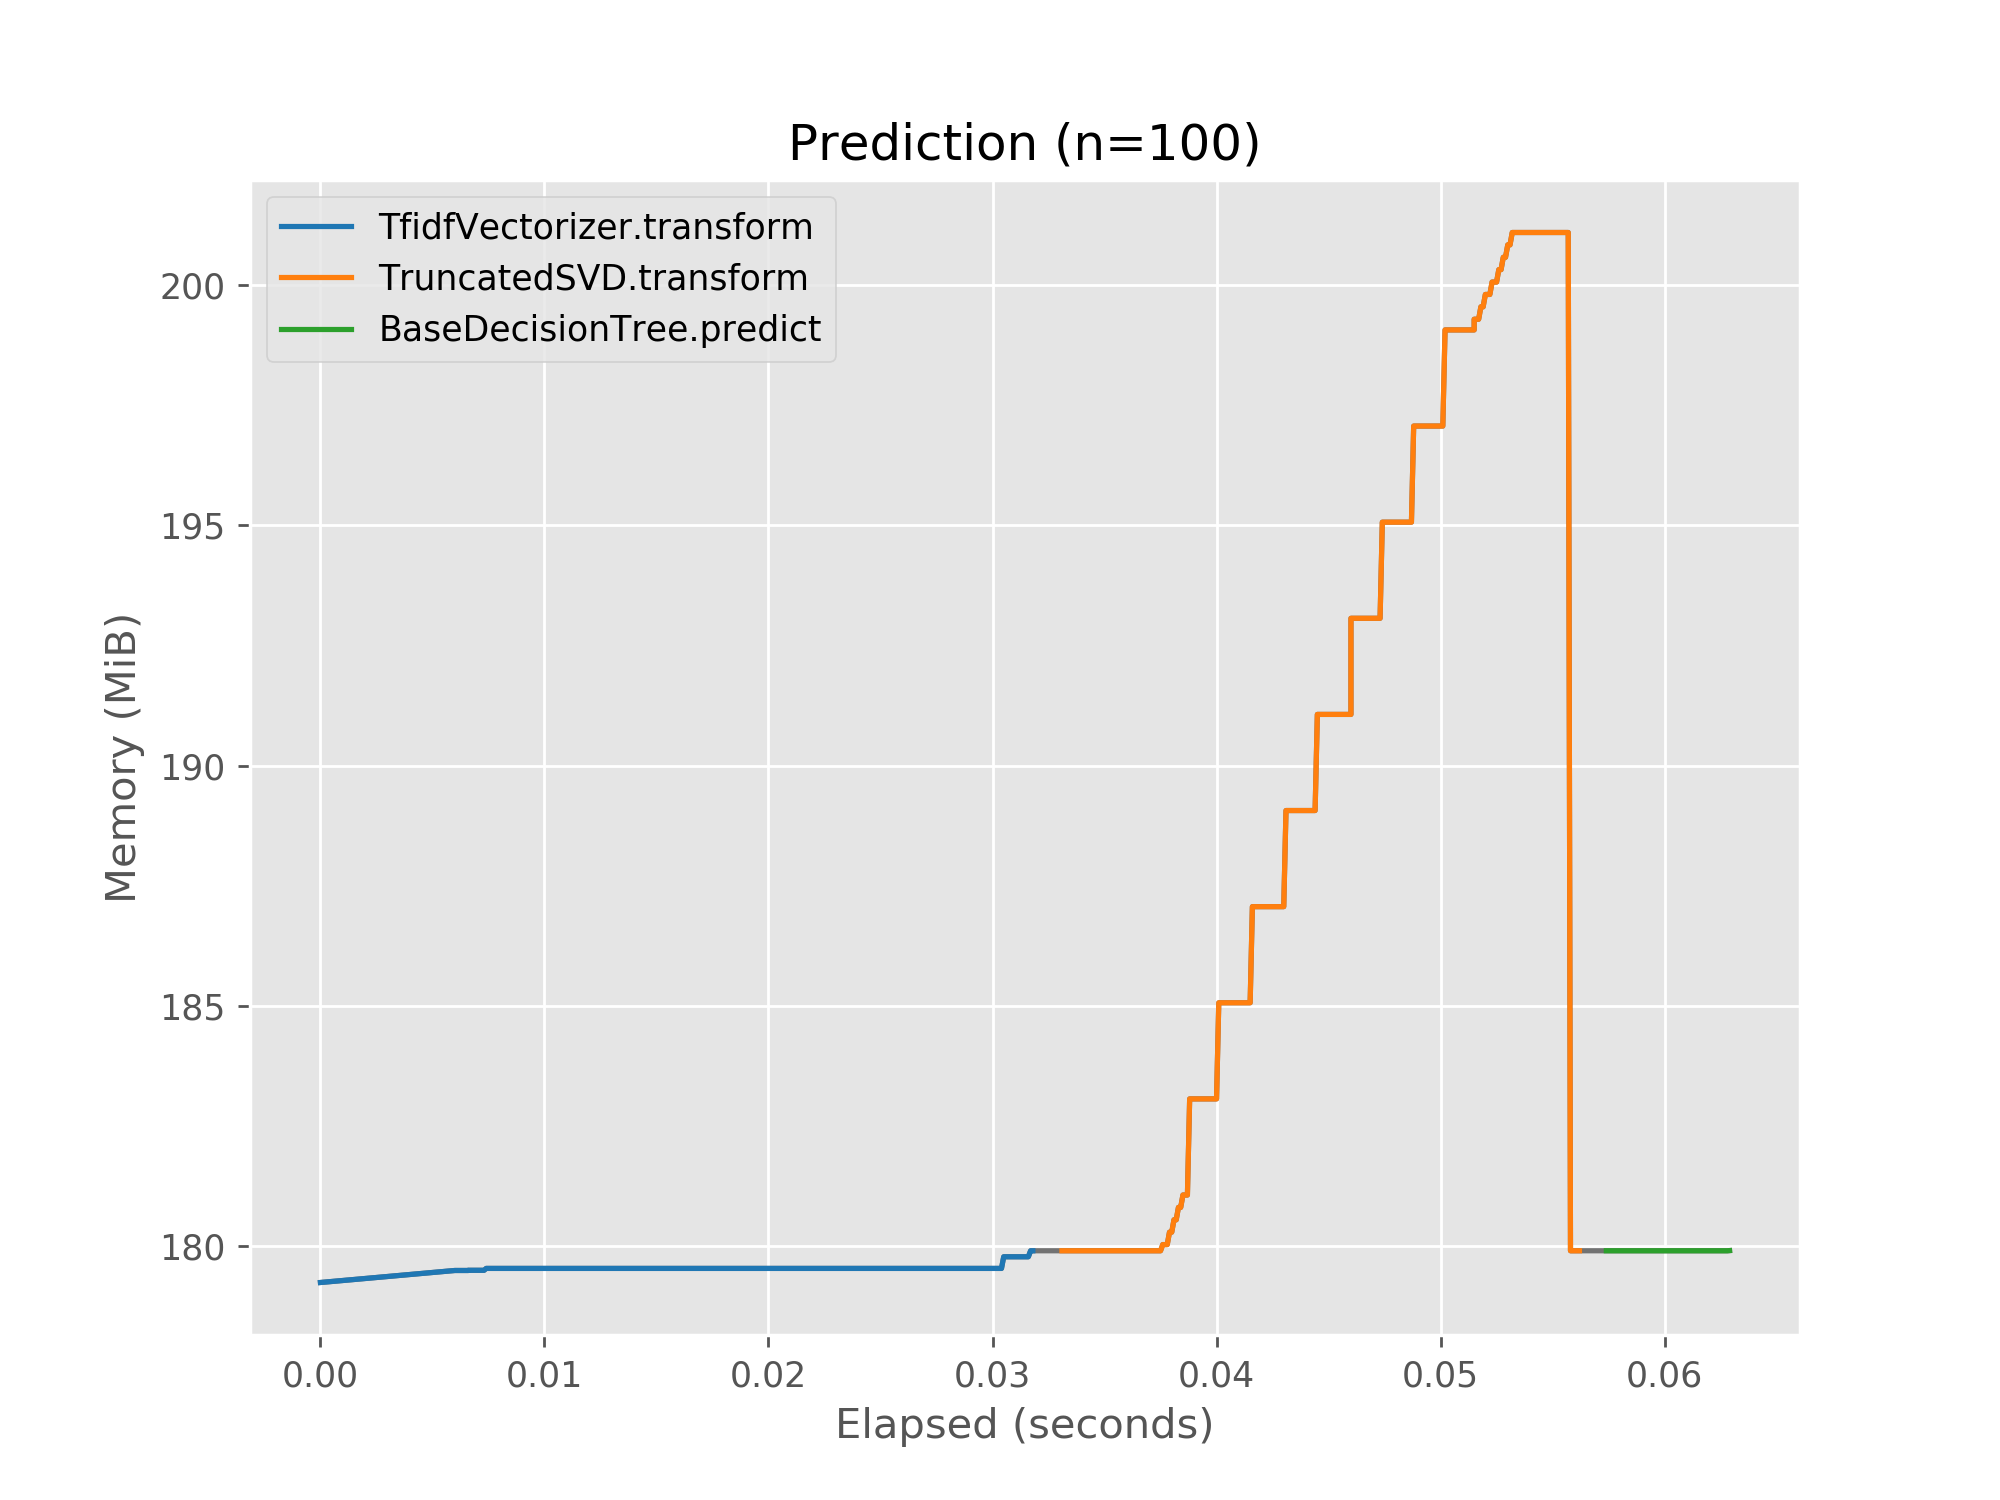 Prediction (n=100)
TfidfVectorizer.transform
TruncatedSVD.transform
BaseDecisionTree.predict
200
195
190
185
180
Memory (MiB)
0.00 0.01 0.02 0.03 0.04 0.05 0.06
Elapsed (seconds)